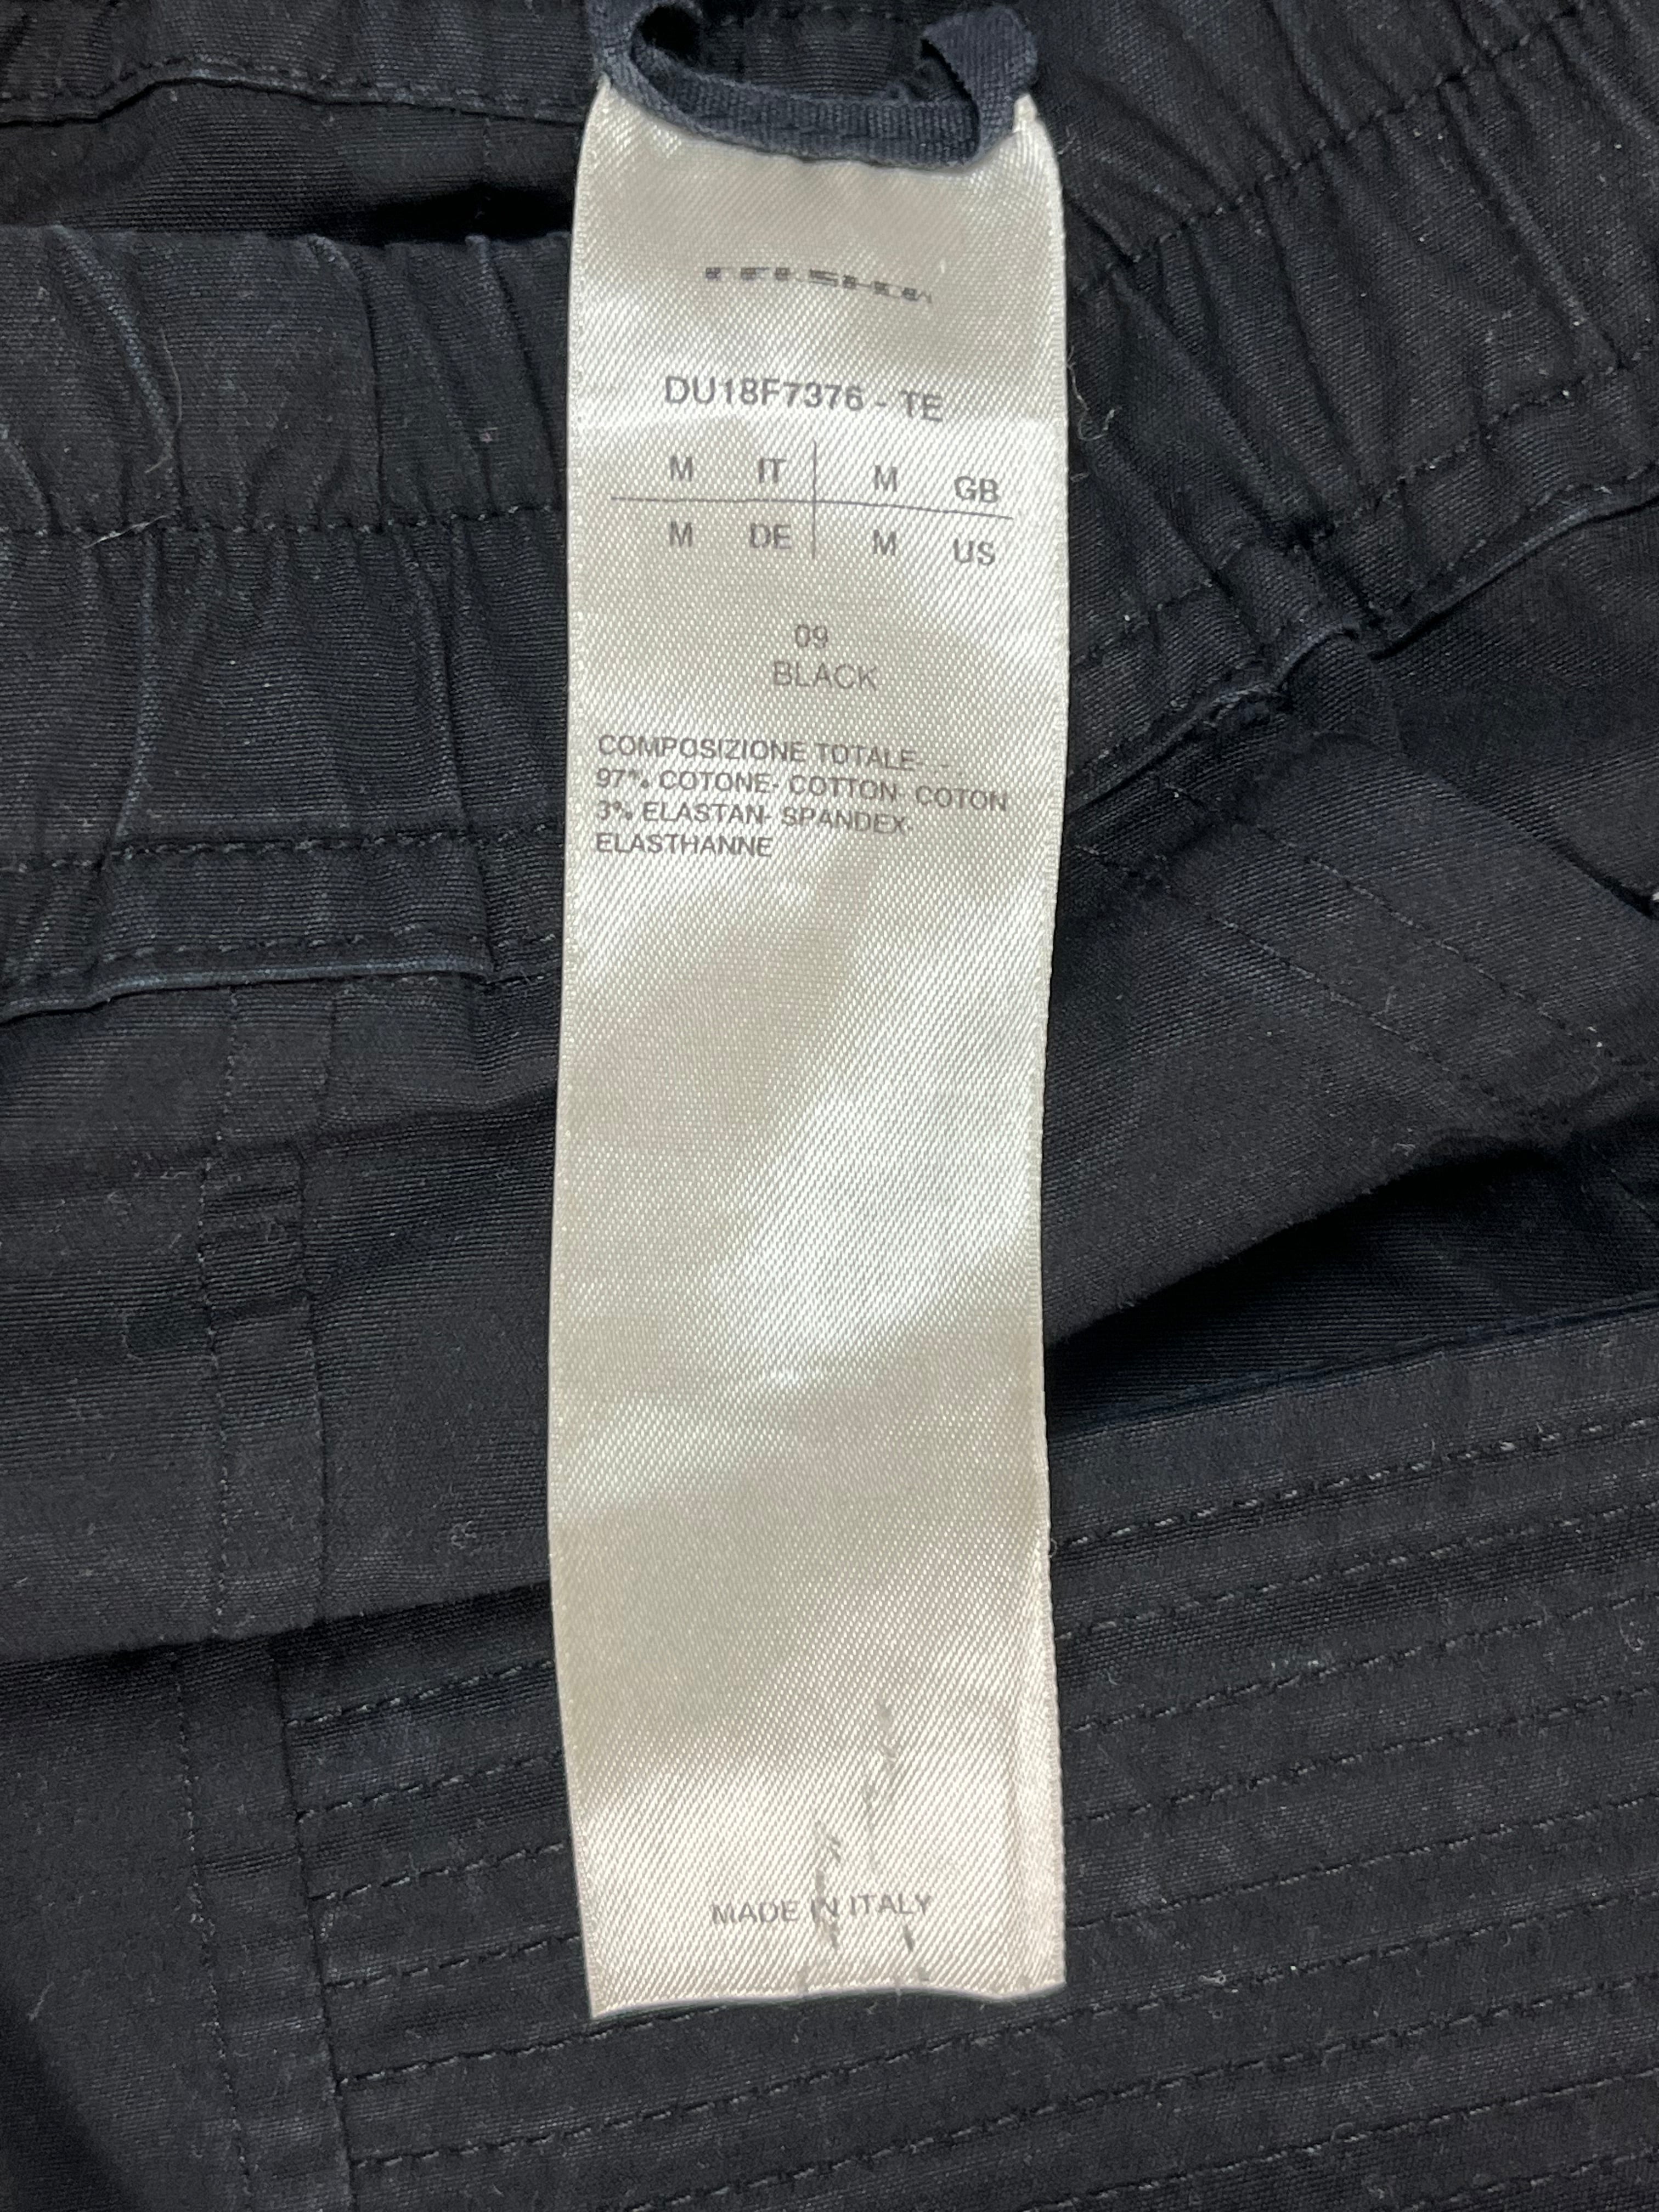 DU18F7376 - TE
M IT M GB
M DE M US
09
BLACK
COMPOSIZIONE TOTALE- -
97% COTONE- COTTON- COTON
3% ELASTAN- SPANDEX-
ELASTHANNE
MADE IN ITALY